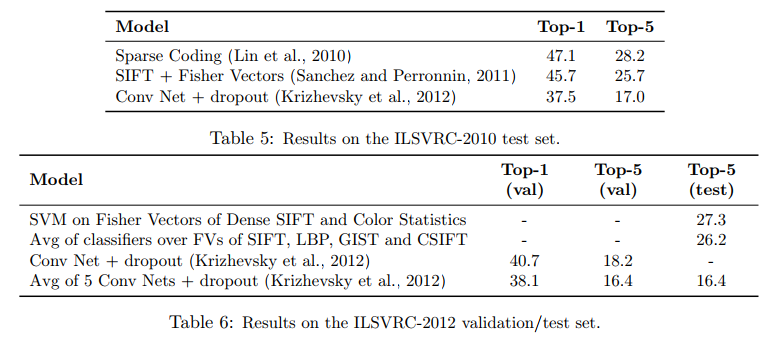 Model Top-1 Top-5
Sparse Coding (Lin et al., 2010) 47.1 28.2
SIFT + Fisher Vectors (Sanchez and Perronnin, 2011) 45.7 25.7
Conv Net + dropout (Krizhevsky et al., 2012) 37.5 17.0
Table 5: Results on the ILSVRC-2010 test set.
Model Top-1 (val) Top-5 (val) Top-5 (test)
SVM on Fisher Vectors of Dense SIFT and Color Statistics - - 27.3
Avg of classifiers over FVs of SIFT, LBP, GIST and CSIFT - - 26.2
Conv Net + dropout (Krizhevsky et al., 2012) 40.7 18.2 -
Avg of 5 Conv Nets + dropout (Krizhevsky et al., 2012) 38.1 16.4 16.4
Table 6: Results on the ILSVRC-2012 validation/test set.